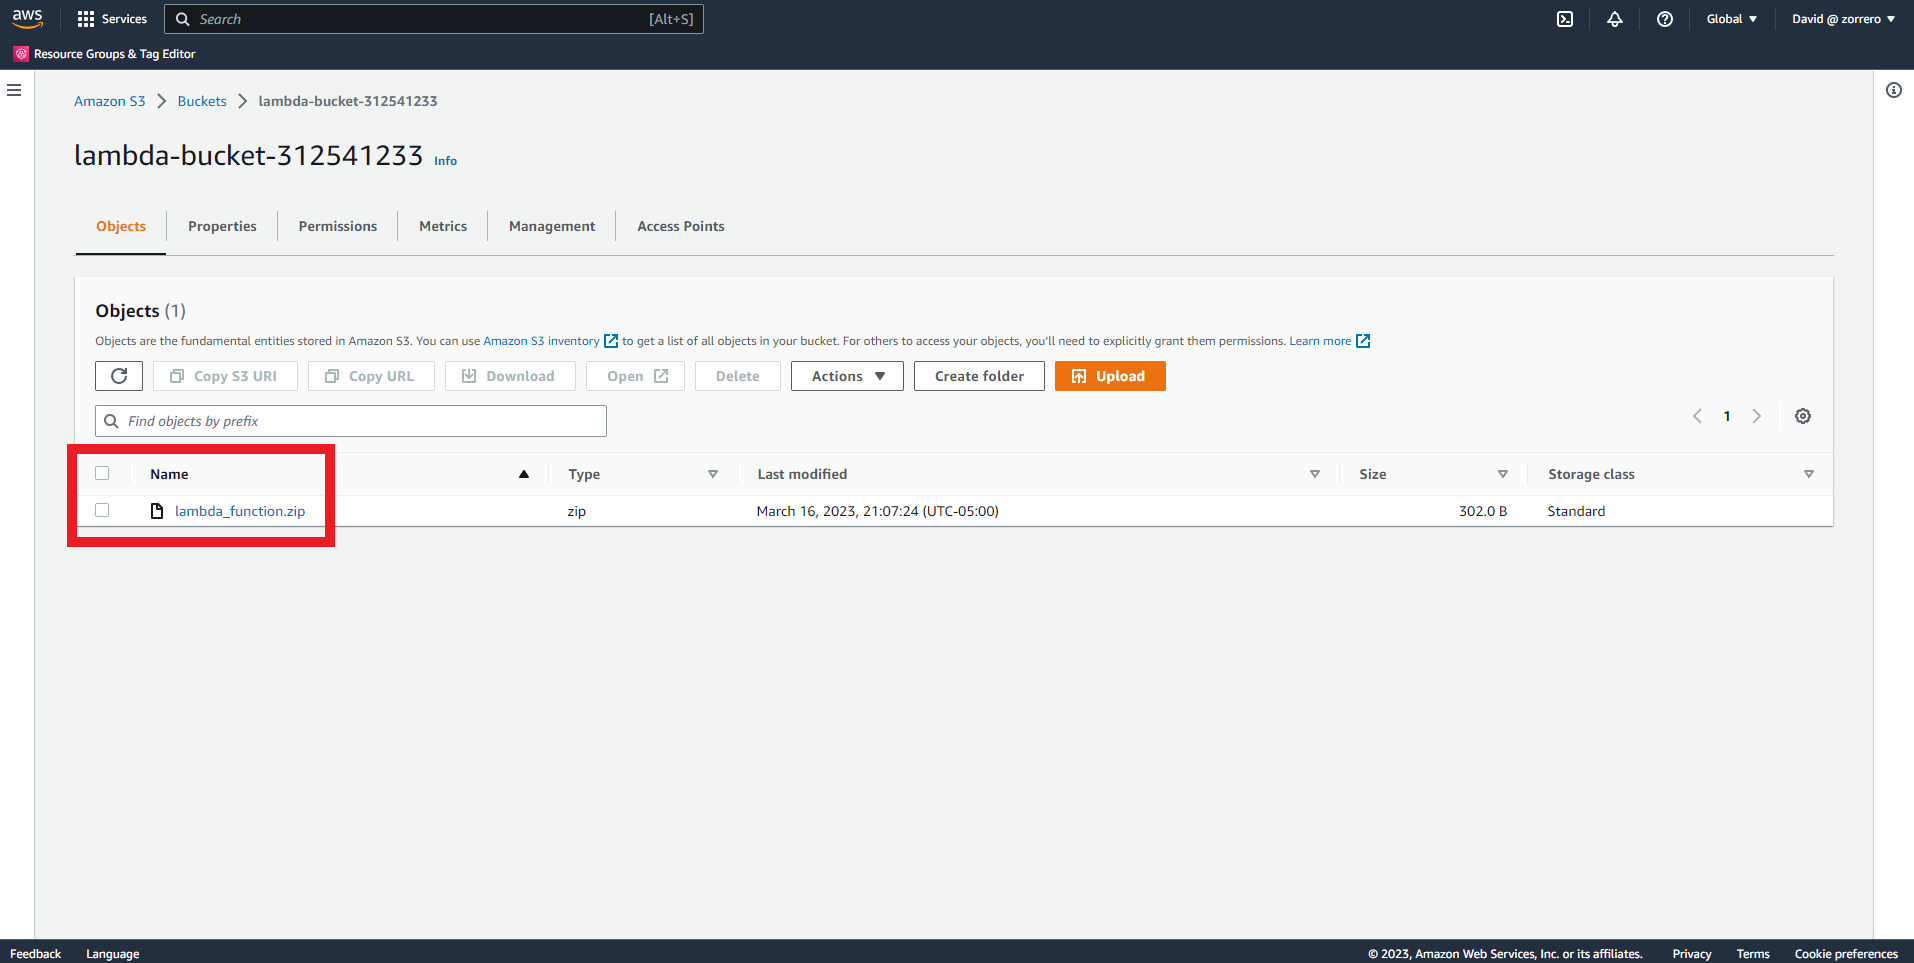 aws Services Search [Alt+S] Global David @ zorrero
Resource Groups & Tag Editor
Amazon S3 Buckets lambda-bucket-312541233
lambda-bucket-312541233 Info
Objects Properties Permissions Metrics Management Access Points
Objects (1)
Objects are the fundamental entities stored in Amazon S3. You can use Amazon S3 inventory to get a list of all objects in your bucket. For others to access your objects, you'll need to explicitly grant them permissions. Learn more
Copy S3 URI Copy URL Download Open Delete Actions Create folder Upload
Find objects by prefix 1
Name Type Last modified Size Storage class
lambda_function.zip zip March 16, 2023, 21:07:24 (UTC-05:00) 302.0 B Standard
Feedback Language © 2023, Amazon Web Services, Inc. or its affiliates. Privacy Terms Cookie preferences